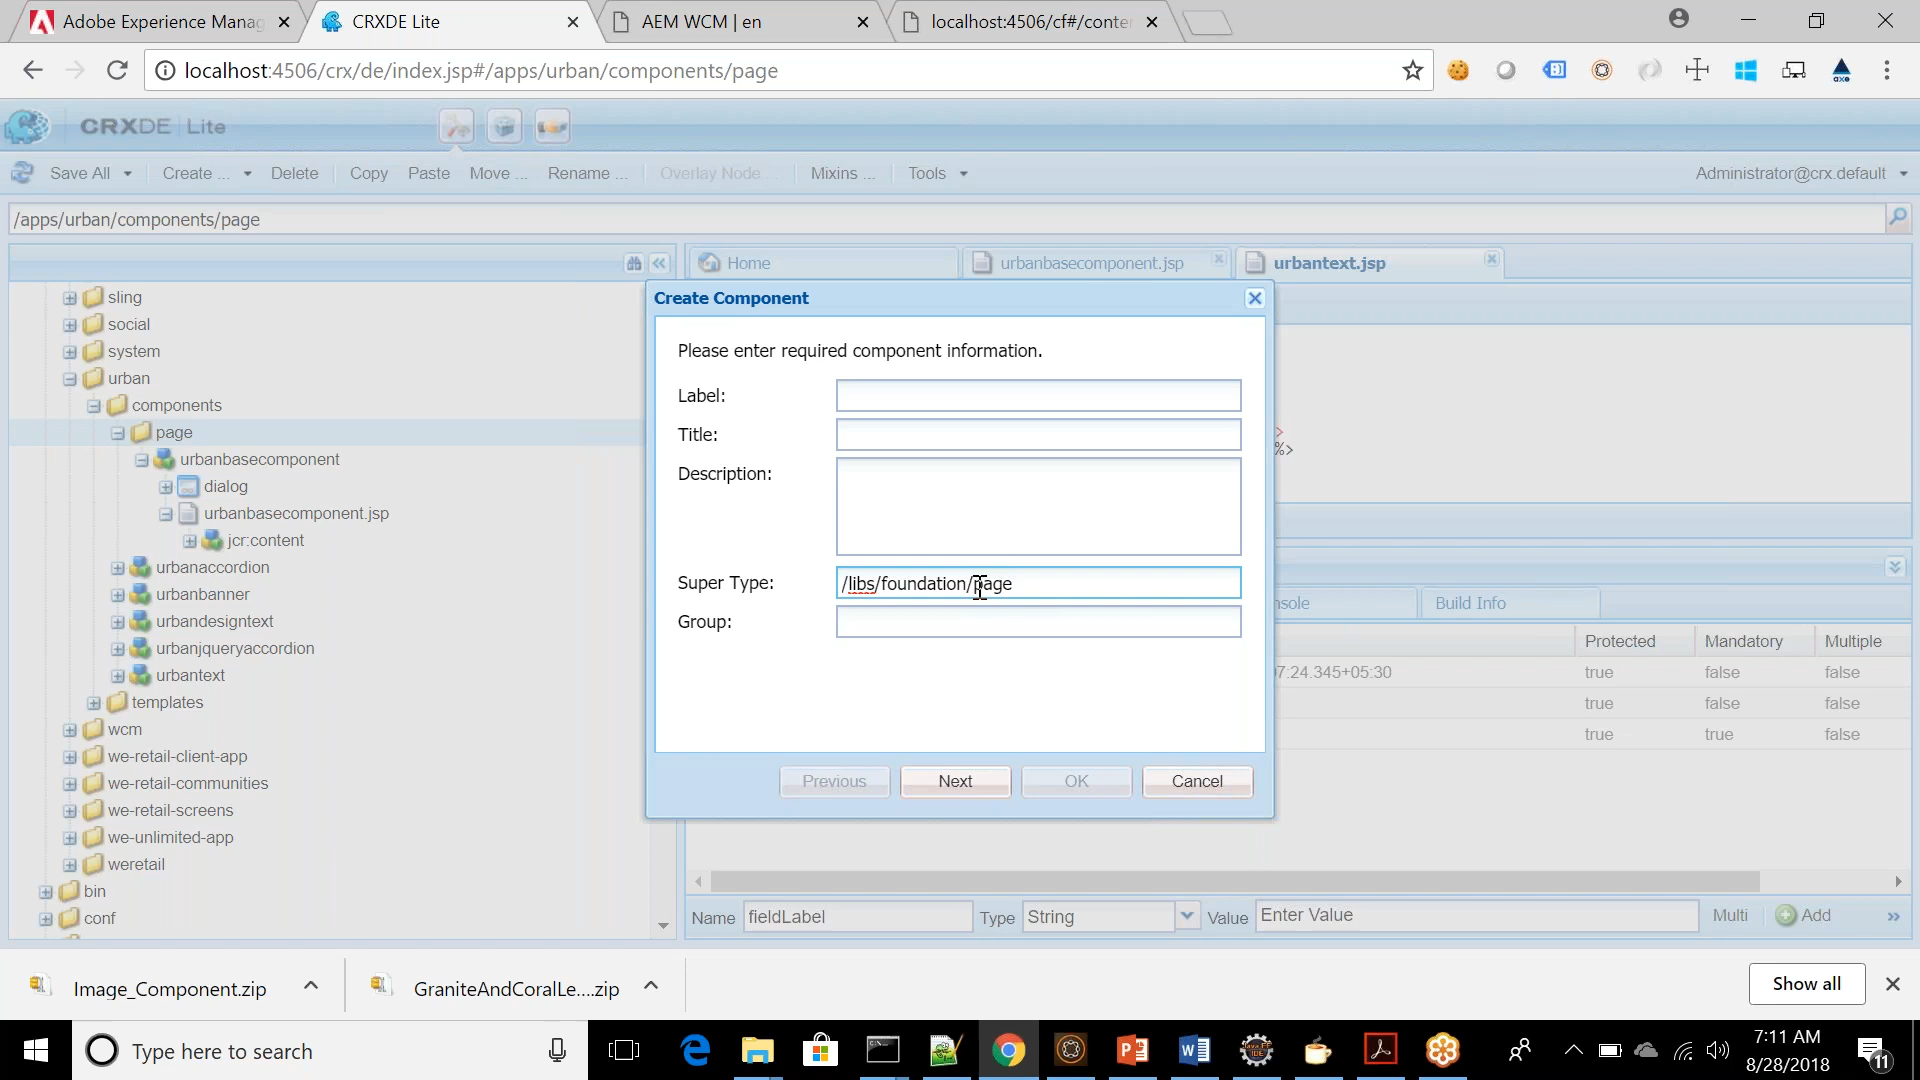 Adobe Experience Manag
CRXDE Lite
AEM WCM | en
localhost:4506/cf#/conte
localhost:4506/crx/de/index.jsp#/apps/urban/components/page
CRXDE | Lite
Save All
Create ...
Delete
Copy
Paste
Move ...
Rename ...
Overlay Node ...
Mixins ...
Tools
Administrator@crx.default
/apps/urban/components/page
Home
urbanbasecomponent.jsp
urbantext.jsp
sling
social
system
urban
components
page
urbanbasecomponent
dialog
urbanbasecomponent.jsp
jcr:content
urbanaccordion
urbanbanner
urbandesigntext
urbanjqueryaccordion
urbantext
templates
wcm
we-retail-client-app
we-retail-communities
we-retail-screens
we-unlimited-app
weretail
bin
conf
Create Component
Please enter required component information.
Label:
Title:
Description:
Super Type: /libs/foundation/page
Group:
Previous
Next
OK
Cancel
>
%>
nsole
Build Info
Protected
Mandatory
Multiple
7:24.345+05:30
true
false
false
true
false
false
true
true
false
Name
fieldLabel
Type
String
Value
Enter Value
Multi
Add
Image_Component.zip
GraniteAndCoralLe....zip
Show all
Type here to search
7:11 AM
8/28/2018
11